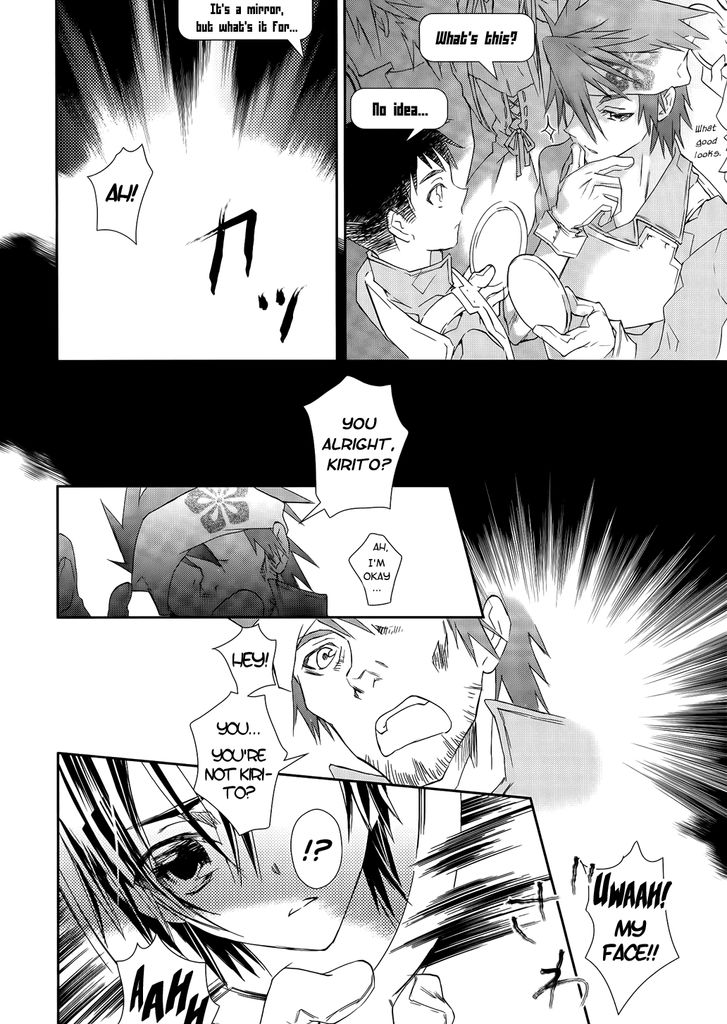 What's this?
No idea...
What
good
looks.
It's a mirror,
but what's it for...
AH!
カッ
YOU
ALRIGHT,
KIRITO?
AH,
I'M
OKAY
...
HEY!
YOU...
YOU'RE
NOT KIRI-
TO?
!?
UWAAH!
MY
FACE!!
AAHH